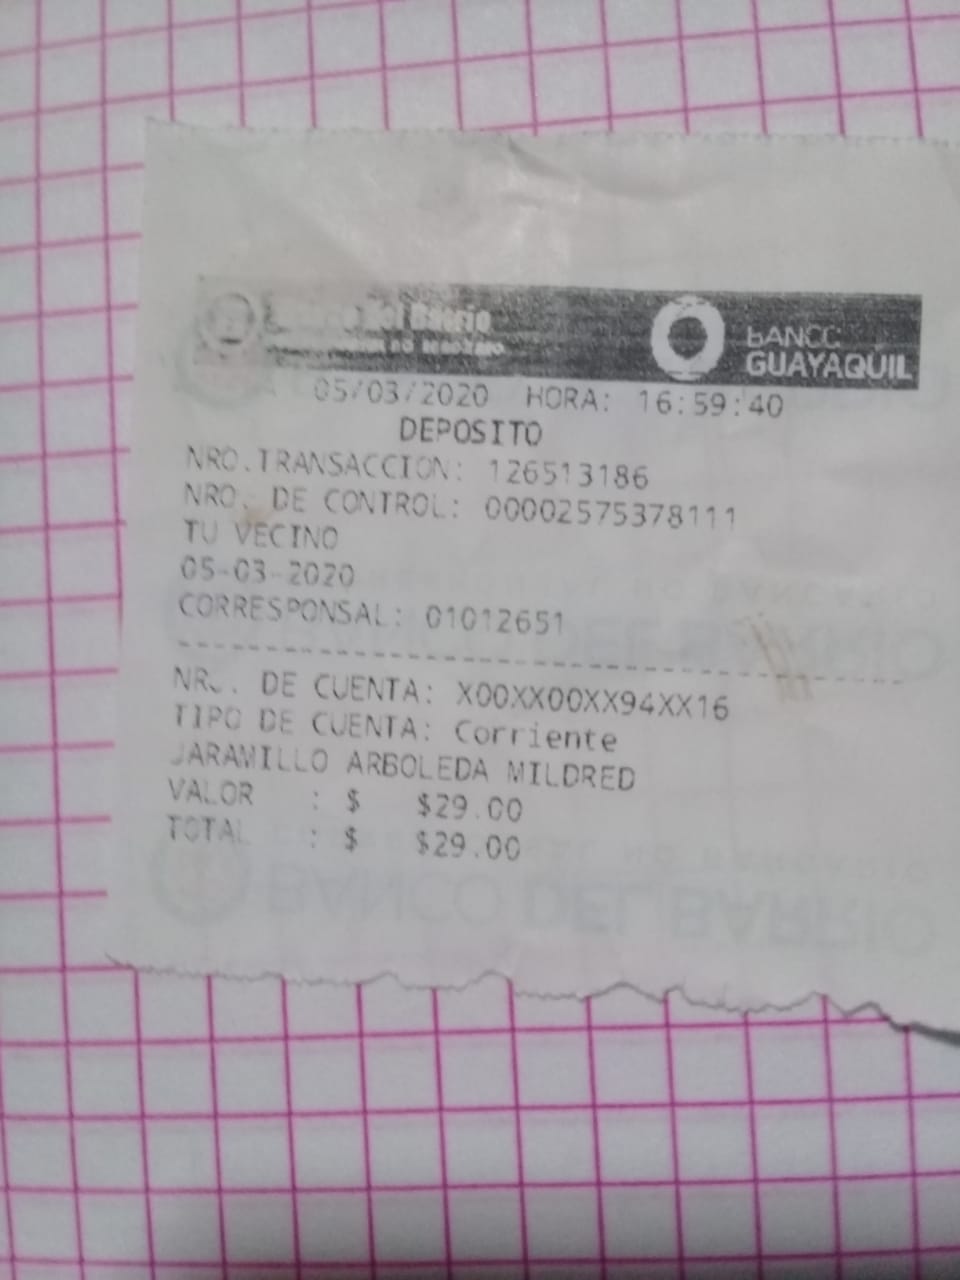 Banco Del Barrio
BANCO
GUAYAQUIL
05/03/2020 HORA: 16:59:40
DEPOSITO
NRO.TRANSACCION: 126513186
NRO. DE CONTROL: 00002575378111
TU VECINO
05-03-2020
CORRESPONSAL: 01012651
NRO. DE CUENTA: X00XX00XX94XX16
TIPO DE CUENTA: Corriente
JARAMILLO ARBOLEDA MILDRED
VALOR : $ $29.00
TOTAL : $ $29.00
BANCO DEL BARRIO